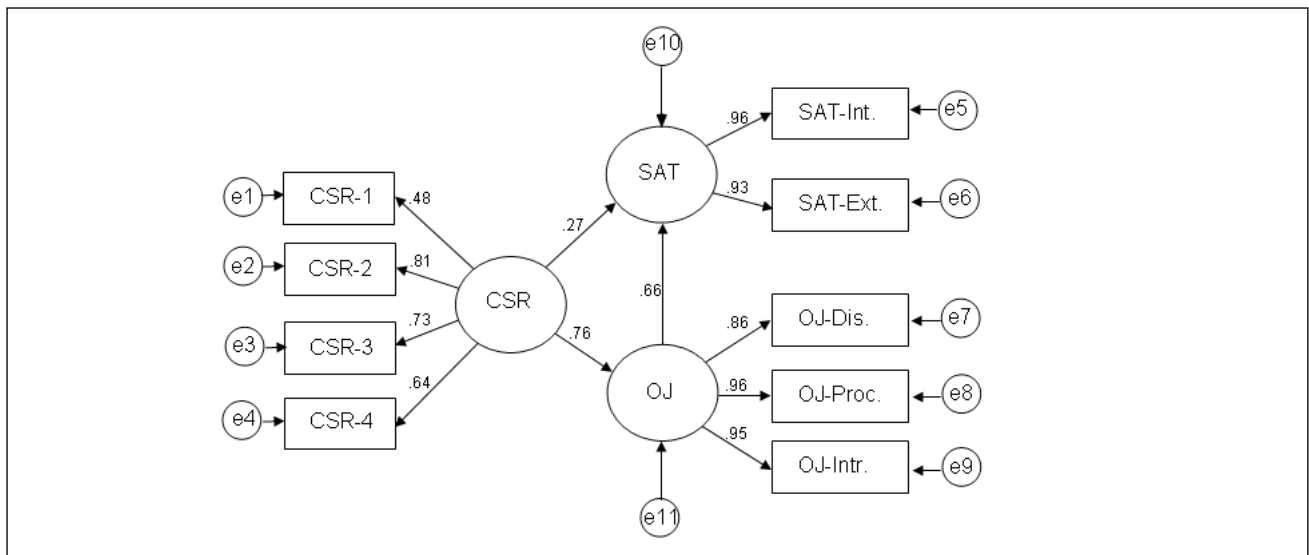 e10
.96
SAT-Int.
e5
SAT
.93
SAT-Ext.
e6
e1
CSR-1
.48
.27
e2
CSR-2
.81
CSR
.66
.73
e3
CSR-3
.76
.86
OJ-Dis.
e7
.64
e4
CSR-4
OJ
.96
OJ-Proc.
e8
.95
OJ-Intr.
e9
e11